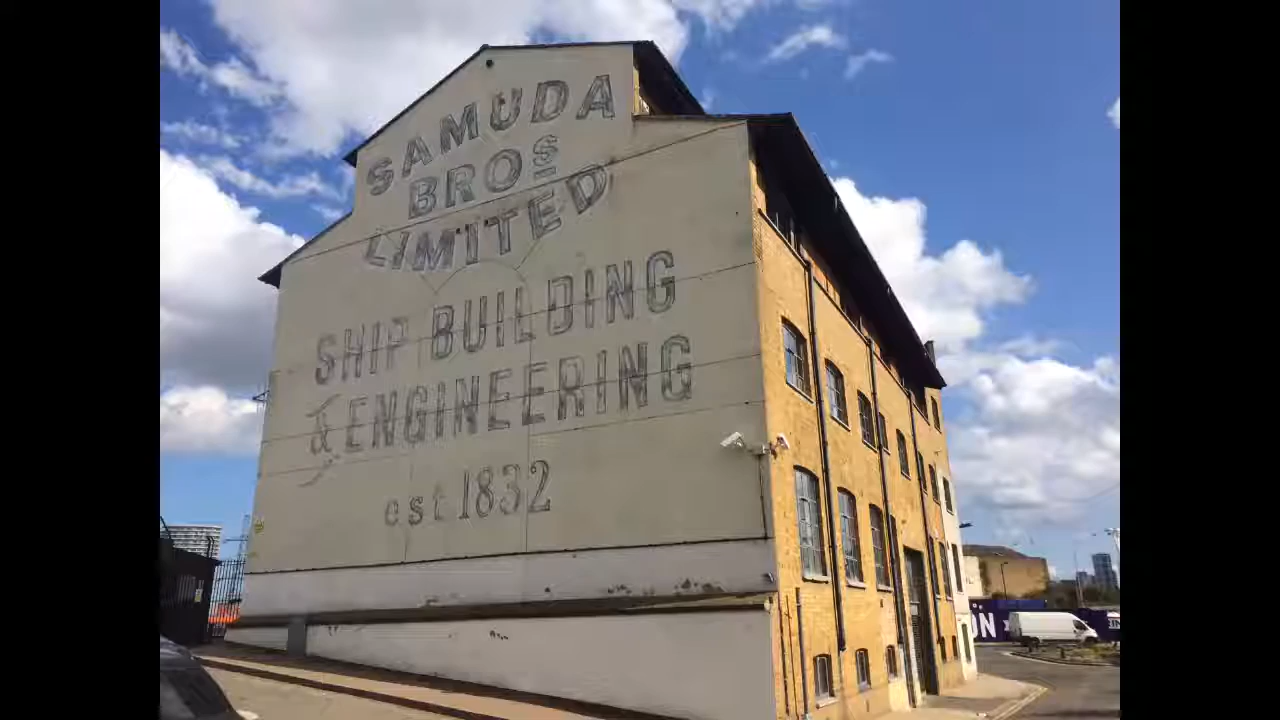 SAMUDA
BROS
LIMITED
SHIP BUILDING
& ENGINEERING
est 1832